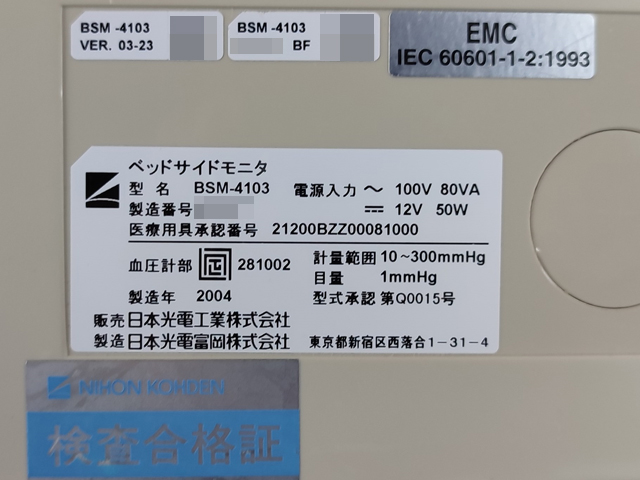 BSM-4103
VER. 03-23
BSM-4103
BF
EMC
IEC 60601-1-2:1993
ベッドサイドモニタ
型 名 BSM-4103 電源入力 ～ 100V 80VA
製造番号 ⎓ 12V 50W
医療用具承認番号 21200BZZ00081000
血圧計部 281002 計量範囲 10～300mmHg
目量 1mmHg
製造年 2004 型式承認 第Q0015号
販売 日本光電工業株式会社
製造 日本光電富岡株式会社 東京都新宿区西落合1-31-4
NIHON KOHDEN
検査合格証